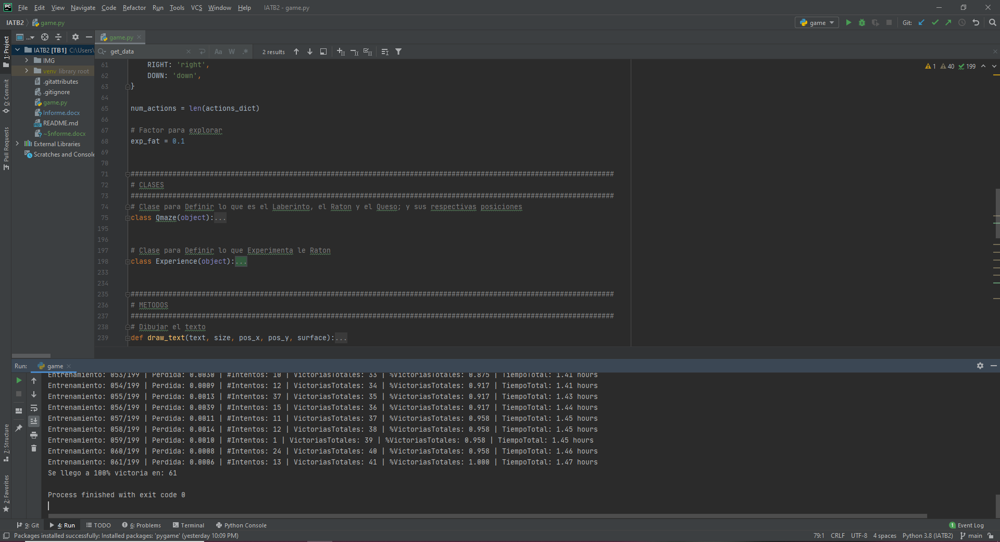 PC File Edit View Navigate Code Refactor Run Tools VCS Window Help IATB2 - game.py
IATB2 game.py game Git:
... game.py
IATB2 [TB1] C:\Users\
IMG
venv library root
.gitattributes
.gitignore
game.py
Informe.docx
README.md
~$nforme.docx
External Libraries
Scratches and Console
1: Project
0: Commit
Pull Requests
7: Structure
2: Favorites
get_data Aa W .* 2 results
1 40 199
61 RIGHT: 'right',
62 DOWN: 'down',
63 }
64
65 num_actions = len(actions_dict)
66
67 # Factor para explorar
68 exp_fat = 0.1
69
70
71 ####################################################################################################################
72 # CLASES
73 ####################################################################################################################
74 # Clase para Definir lo que es el Laberinto, el Raton y el Queso; y sus respectivas posiciones
75 class Qmaze(object):...
195
196
197 # Clase para Definir lo que Experimenta le Raton
198 class Experience(object):...
233
234
235 ####################################################################################################################
236 # METODOS
237 ####################################################################################################################
238 # Dibujar el texto
239 def draw_text(text, size, pos_x, pos_y, surface):...
Run: game
Entrenamiento: 053/199 | Perdida: 0.0030 | #Intentos: 10 | VictoriasTotales: 33 | %VictoriasTotales: 0.875 | TiempoTotal: 1.41 hours
Entrenamiento: 054/199 | Perdida: 0.0009 | #Intentos: 12 | VictoriasTotales: 34 | %VictoriasTotales: 0.917 | TiempoTotal: 1.41 hours
Entrenamiento: 055/199 | Perdida: 0.0013 | #Intentos: 37 | VictoriasTotales: 35 | %VictoriasTotales: 0.917 | TiempoTotal: 1.43 hours
Entrenamiento: 056/199 | Perdida: 0.0039 | #Intentos: 15 | VictoriasTotales: 36 | %VictoriasTotales: 0.917 | TiempoTotal: 1.44 hours
Entrenamiento: 057/199 | Perdida: 0.0011 | #Intentos: 11 | VictoriasTotales: 37 | %VictoriasTotales: 0.958 | TiempoTotal: 1.45 hours
Entrenamiento: 058/199 | Perdida: 0.0014 | #Intentos: 12 | VictoriasTotales: 38 | %VictoriasTotales: 0.958 | TiempoTotal: 1.45 hours
Entrenamiento: 059/199 | Perdida: 0.0010 | #Intentos: 1 | VictoriasTotales: 39 | %VictoriasTotales: 0.958 | TiempoTotal: 1.45 hours
Entrenamiento: 060/199 | Perdida: 0.0008 | #Intentos: 24 | VictoriasTotales: 40 | %VictoriasTotales: 0.958 | TiempoTotal: 1.46 hours
Entrenamiento: 061/199 | Perdida: 0.0006 | #Intentos: 13 | VictoriasTotales: 41 | %VictoriasTotales: 1.000 | TiempoTotal: 1.47 hours
Se llego a 100% victoria en: 61
Process finished with exit code 0
9: Git 4: Run TODO 6: Problems Terminal Python Console 1 Event Log
Packages installed successfully: Installed packages: 'pygame' (yesterday 10:09 PM) 79:1 CRLF UTF-8 4 spaces Python 3.8 (IATB2) main